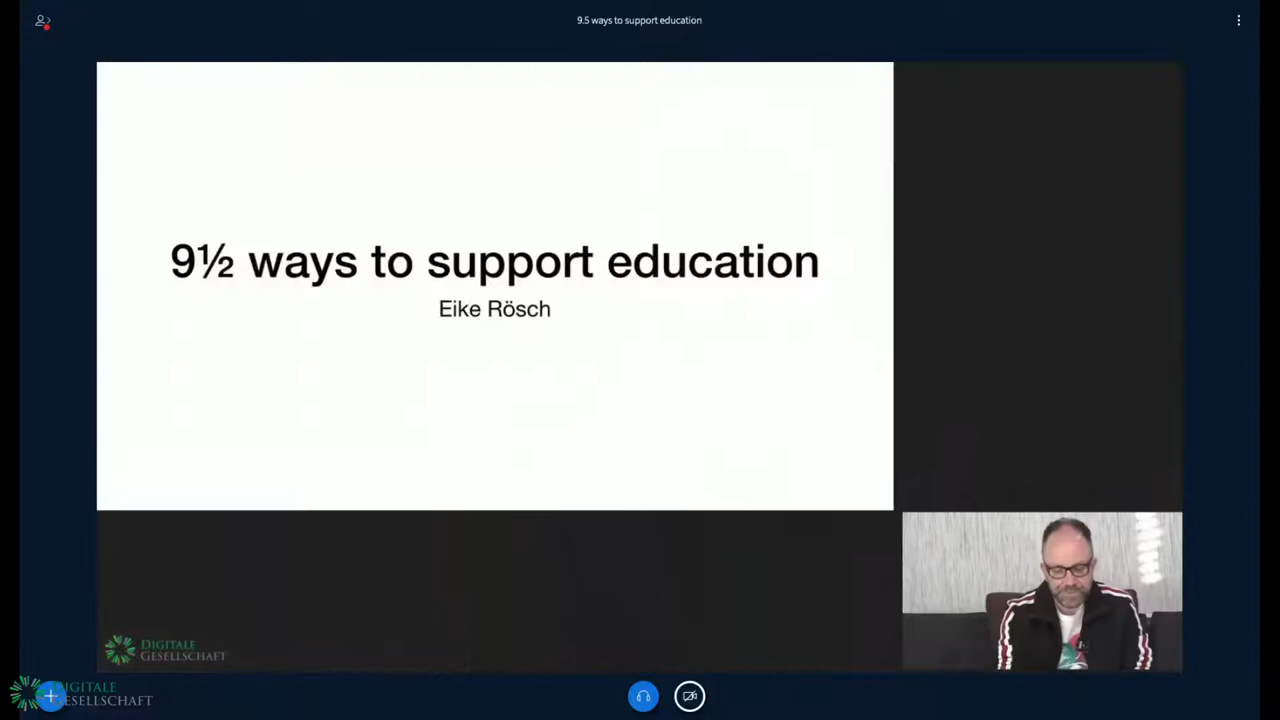 9.5 ways to support education
9½ ways to support education
Eike Rösch
DIGITALE
GESELLSCHAFT
DIGITALE
GESELLSCHAFT